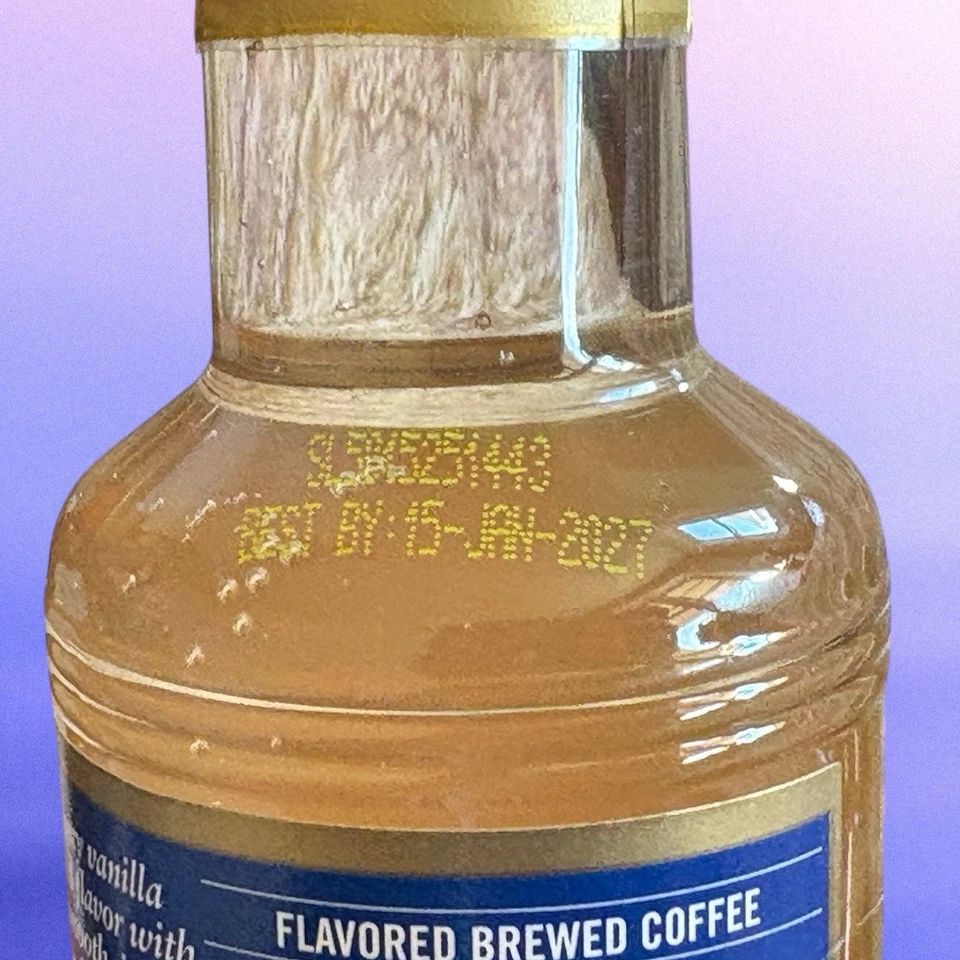 BEST BY:15-JAN-2027
vanilla
flavor with
FLAVORED BREWED COFFEE